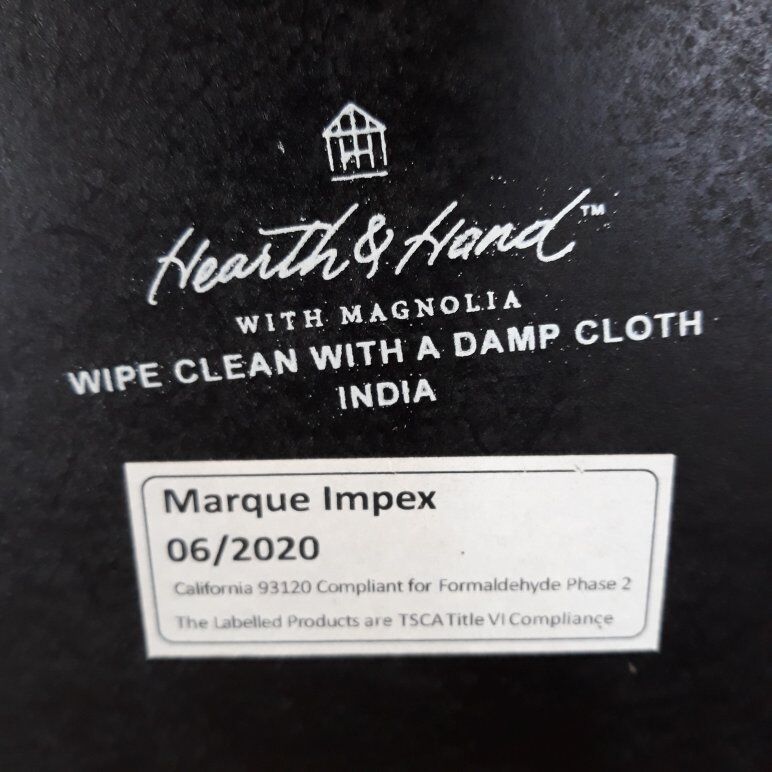 Hearth & Hand™
WITH MAGNOLIA
WIPE CLEAN WITH A DAMP CLOTH
INDIA
Marque Impex
06/2020
California 93120 Compliant for Formaldehyde Phase 2
The Labelled Products are TSCA Title VI Compliance